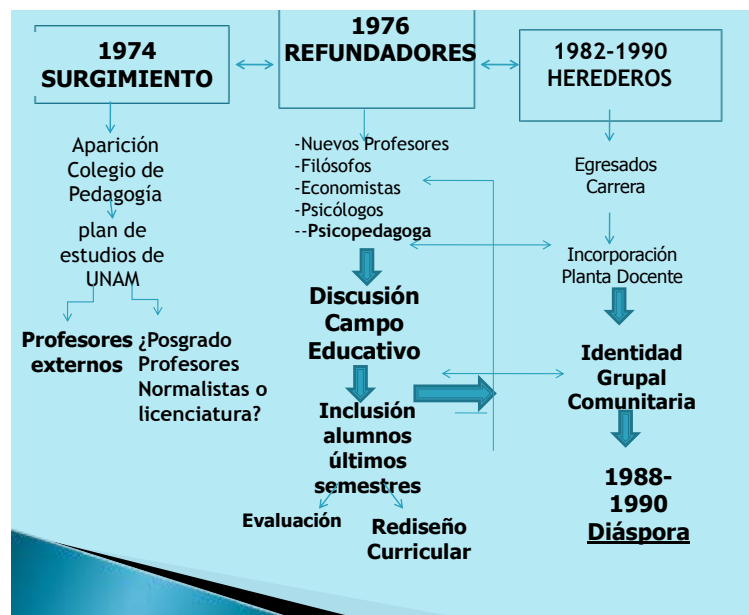 1974
SURGIMIENTO
Aparición
Colegio de
Pedagogía
plan de
estudios de
UNAM
Profesores
externos
¿Posgrado
Profesores
Normalistas o
licenciatura?
1976
REFUNDADORES
-Nuevos Profesores
-Filósofos
-Economistas
-Psicólogos
--Psicopedagoga
Discusión
Campo
Educativo
Inclusión
alumnos
últimos
semestres
Evaluación
Rediseño
Curricular
1982-1990
HEREDEROS
Egresados
Carrera
Incorporación
Planta Docente
Identidad
Grupal
Comunitaria
1988-
1990
Diáspora